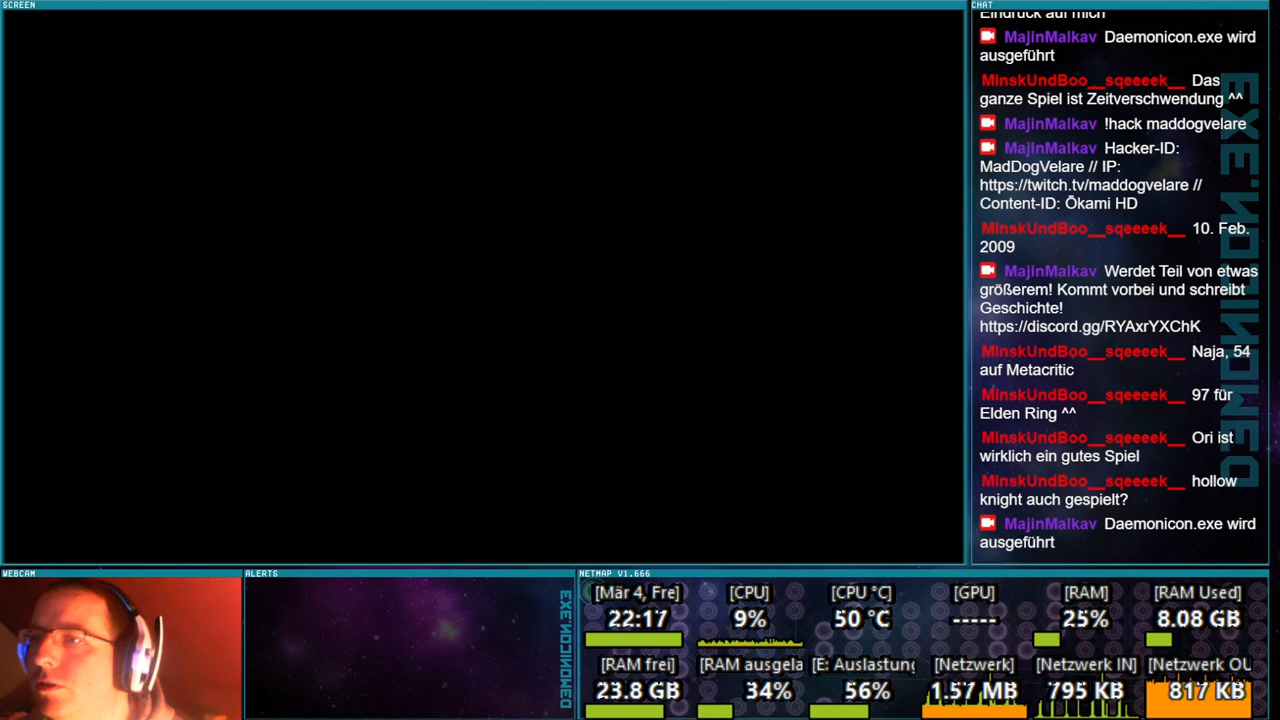 SCREEN
CHAT
Eindruck auf mich
MajinMalkav Daemonicon.exe wird
ausgeführt
MinskUndBoo__sqeeeek__ Das
ganze Spiel ist Zeitverschwendung ^^
MajinMalkav !hack maddogvelare
MajinMalkav Hacker-ID:
MadDogVelare // IP:
https://twitch.tv/maddogvelare //
Content-ID: Ōkami HD
MinskUndBoo__sqeeeek__ 10. Feb.
2009
MajinMalkav Werdet Teil von etwas
größerem! Kommt vorbei und schreibt
Geschichte!
https://discord.gg/RYAxrYXChK
MinskUndBoo__sqeeeek__ Naja, 54
auf Metacritic
MinskUndBoo__sqeeeek__ 97 für
Elden Ring ^^
MinskUndBoo__sqeeeek__ Ori ist
wirklich ein gutes Spiel
MinskUndBoo__sqeeeek__ hollow
knight auch gespielt?
MajinMalkav Daemonicon.exe wird
ausgeführt
EXE.NOCINOMEAD
WEBCAM
ALERTS
EXE.NOCINOMEAD
NETMAP V1.666
[Mär 4, Fre] [CPU] [CPU °C] [GPU] [RAM] [RAM Used]
22:17 9% 50 °C ----- 25% 8.08 GB
[RAM frei] [RAM ausgela [E: Auslastung [Netzwerk] [Netzwerk IN] [Netzwerk OU
23.8 GB 34% 56% 1.57 MB 795 KB 817 KB